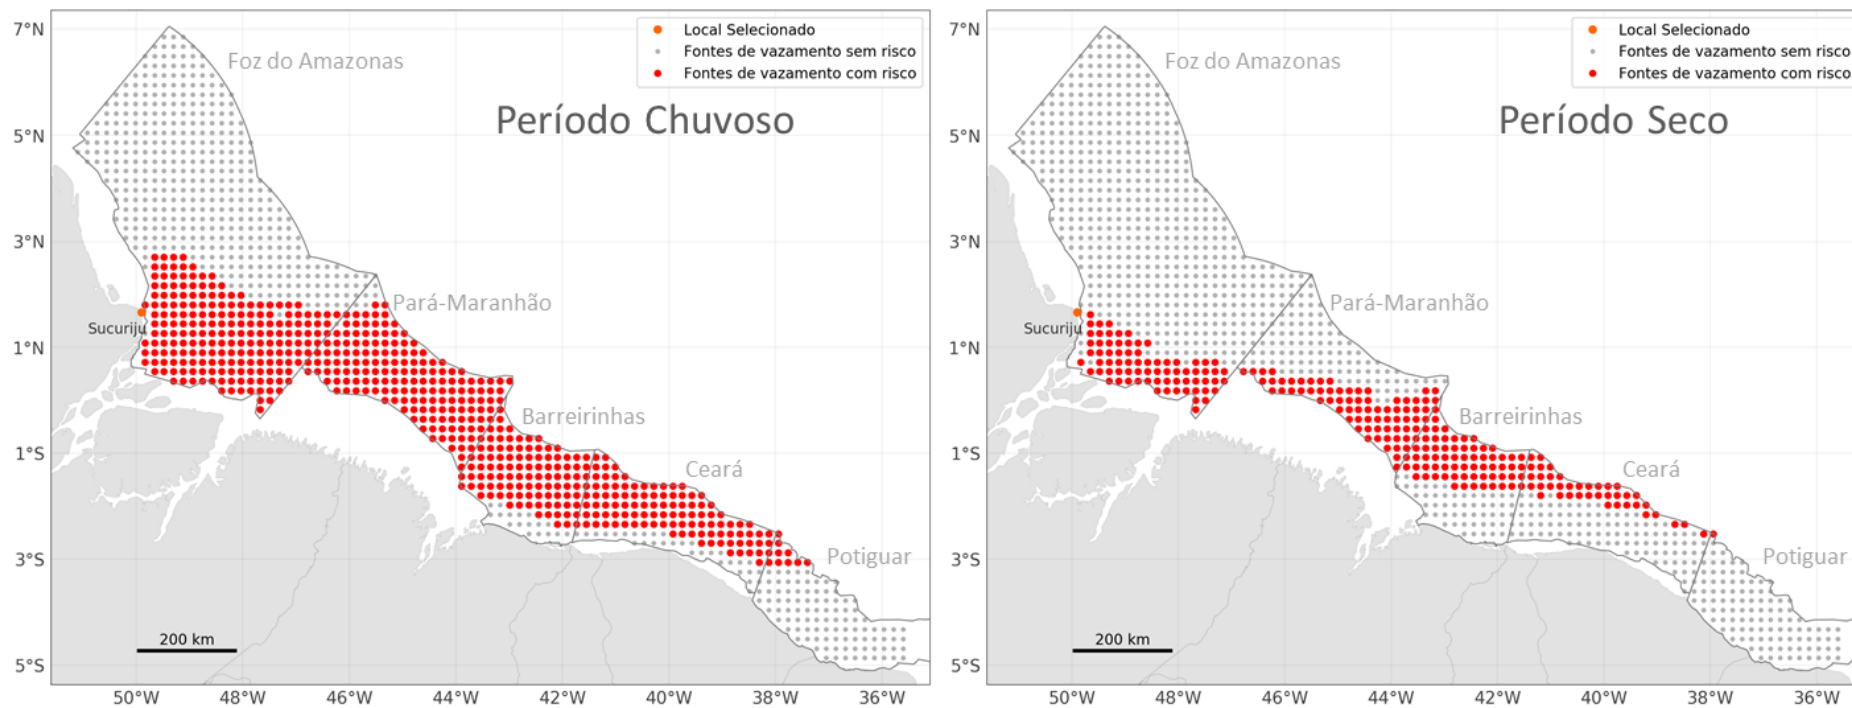 7°N
5°N
3°N
1°N
1°S
3°S
5°S
50°W
48°W
46°W
44°W
42°W
40°W
38°W
36°W
Local Selecionado
Fontes de vazamento sem risco
Fontes de vazamento com risco
Período Chuvoso
Foz do Amazonas
Pará-Maranhão
Barreirinhas
Ceará
Potiguar
Sucuriju
200 km
7°N
5°N
3°N
1°N
1°S
3°S
5°S
50°W
48°W
46°W
44°W
42°W
40°W
38°W
36°W
Local Selecionado
Fontes de vazamento sem risco
Fontes de vazamento com risco
Período Seco
Foz do Amazonas
Pará-Maranhão
Barreirinhas
Ceará
Potiguar
Sucuriju
200 km